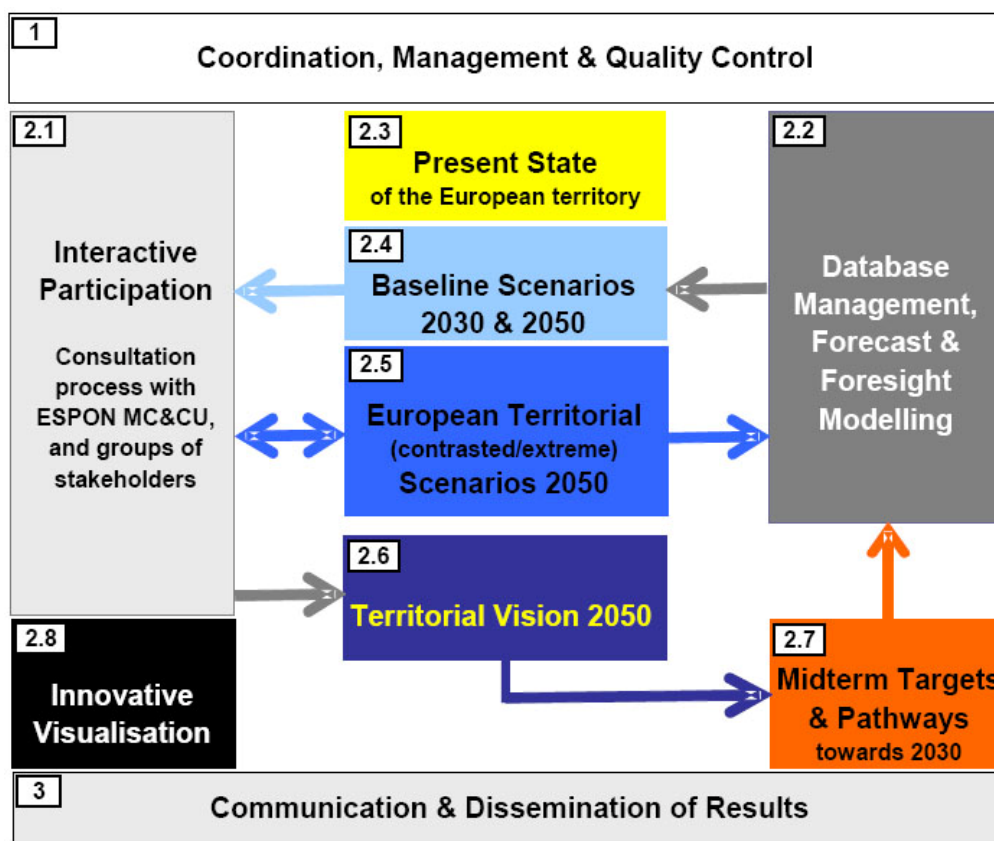 1
Coordination, Management & Quality Control
2.1
Interactive
Participation
Consultation
process with
ESPON MC&CU,
and groups of
stakeholders
2.3
Present State
of the European territory
2.4
Baseline Scenarios
2030 & 2050
2.5
European Territorial
(contrasted/extreme)
Scenarios 2050
2.6
Territorial Vision 2050
2.2
Database
Management,
Forecast &
Foresight
Modelling
2.8
Innovative
Visualisation
2.7
Midterm Targets
& Pathways
towards 2030
3
Communication & Dissemination of Results